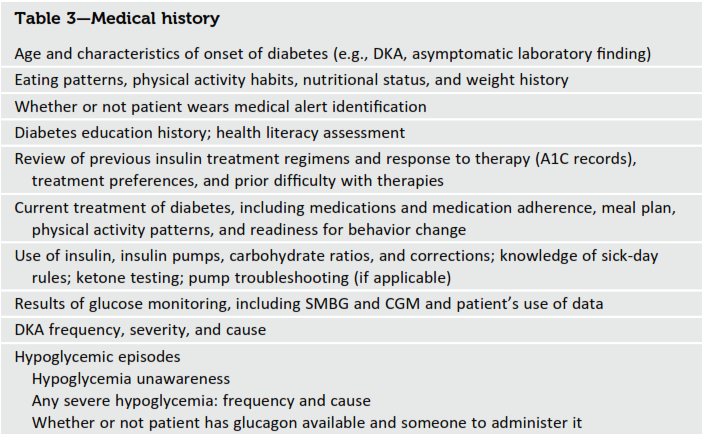 Table 3—Medical history
Age and characteristics of onset of diabetes (e.g., DKA, asymptomatic laboratory finding)
Eating patterns, physical activity habits, nutritional status, and weight history
Whether or not patient wears medical alert identification
Diabetes education history; health literacy assessment
Review of previous insulin treatment regimens and response to therapy (A1C records),
treatment preferences, and prior difficulty with therapies
Current treatment of diabetes, including medications and medication adherence, meal plan,
physical activity patterns, and readiness for behavior change
Use of insulin, insulin pumps, carbohydrate ratios, and corrections; knowledge of sick-day
rules; ketone testing; pump troubleshooting (if applicable)
Results of glucose monitoring, including SMBG and CGM and patient's use of data
DKA frequency, severity, and cause
Hypoglycemic episodes
Hypoglycemia unawareness
Any severe hypoglycemia: frequency and cause
Whether or not patient has glucagon available and someone to administer it